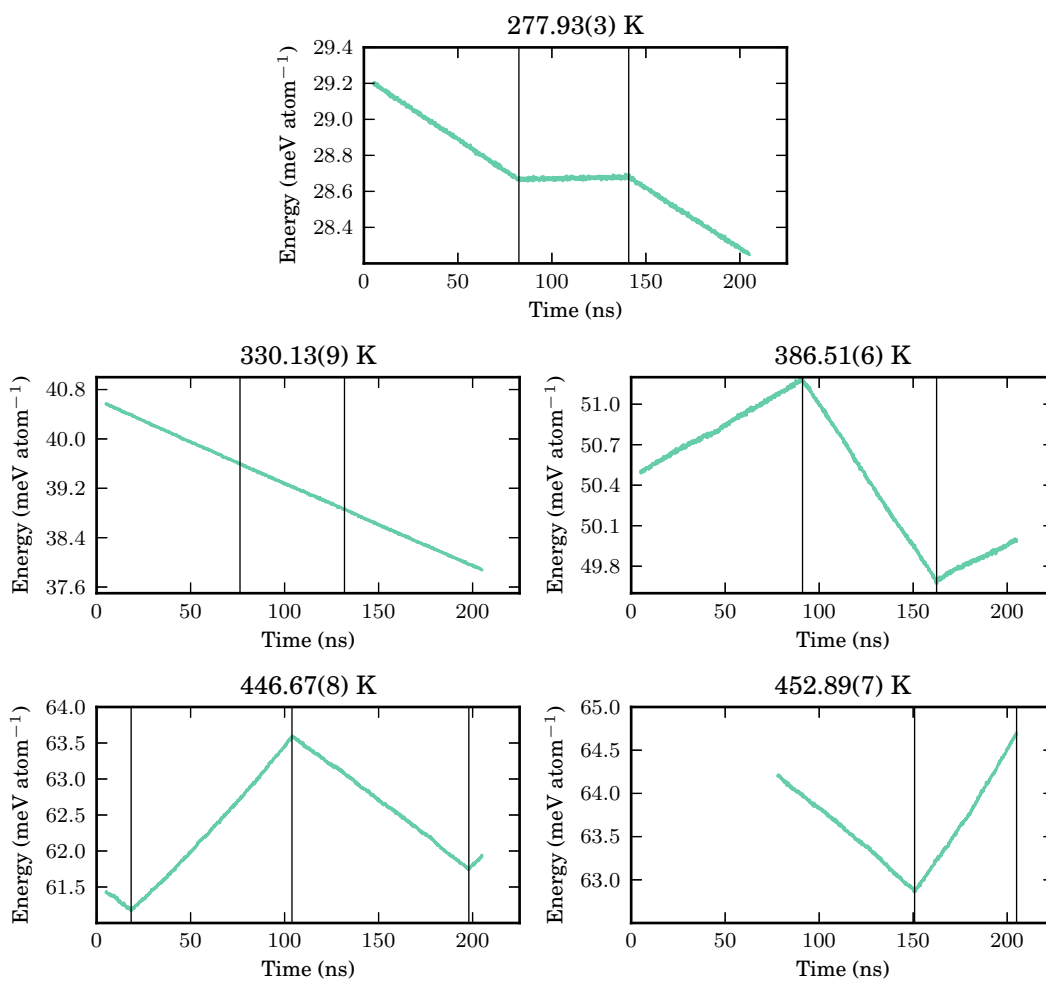 277.93(3) K
Energy (meV atom⁻¹)
29.4
29.2
29.0
28.8
28.6
28.4
0 50 100 150 200
Time (ns)
330.13(9) K
Energy (meV atom⁻¹)
40.8
40.0
39.2
38.4
37.6
0 50 100 150 200
Time (ns)
386.51(6) K
Energy (meV atom⁻¹)
51.0
50.7
50.4
50.1
49.8
0 50 100 150 200
Time (ns)
446.67(8) K
Energy (meV atom⁻¹)
64.0
63.5
63.0
62.5
62.0
61.5
0 50 100 150 200
Time (ns)
452.89(7) K
Energy (meV atom⁻¹)
65.0
64.5
64.0
63.5
63.0
0 50 100 150 200
Time (ns)